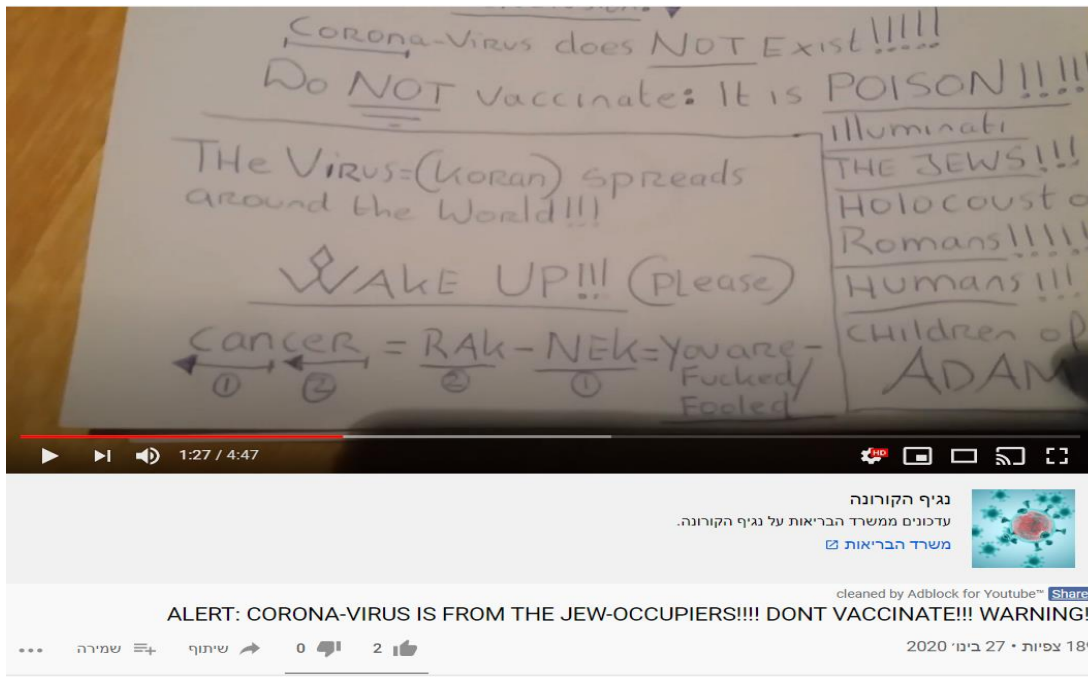 Corona-Virus does NOT Exist!!!!!
Do NOT vaccinate: It is POISON!!!!
illuminati
THE JEWS!!!
Holocoust o
Romans!!!!!
Humans!!!
CHildren of
ADAM
THe Virus=(Koran) spreads
around the World!!!
WAKE UP!!! (PLease)
Cancer = RAK-NEK=You are-
① ② ② ①
Fucked/
Fooled
1:27 / 4:47
HD
נגיף הקורונה
עדכונים ממשרד הבריאות על נגיף הקורונה.
משרד הבריאות
cleaned by Adblock for Youtube™ Share
ALERT: CORONA-VIRUS IS FROM THE JEW-OCCUPIERS!!!! DONT VACCINATE!!! WARNING!
189 צפיות • 27 בינו׳ 2020
2 0 שיתוף שמירה